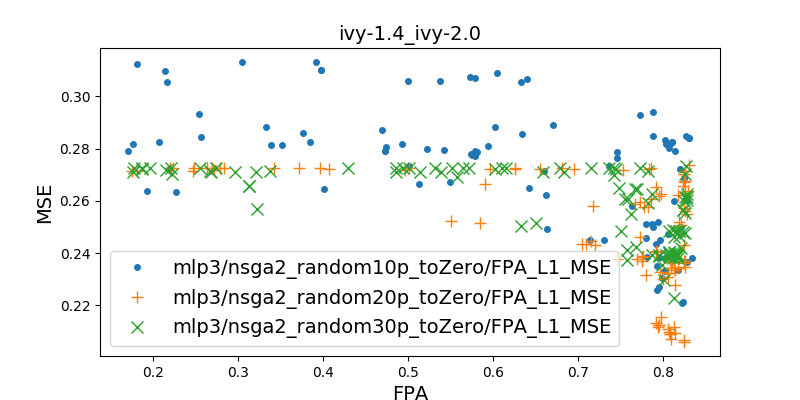 ivy-1.4_ivy-2.0
MSE
0.30
0.28
0.26
0.24
0.22
mlp3/nsga2_random10p_toZero/FPA_L1_MSE
mlp3/nsga2_random20p_toZero/FPA_L1_MSE
mlp3/nsga2_random30p_toZero/FPA_L1_MSE
0.2 0.3 0.4 0.5 0.6 0.7 0.8
FPA